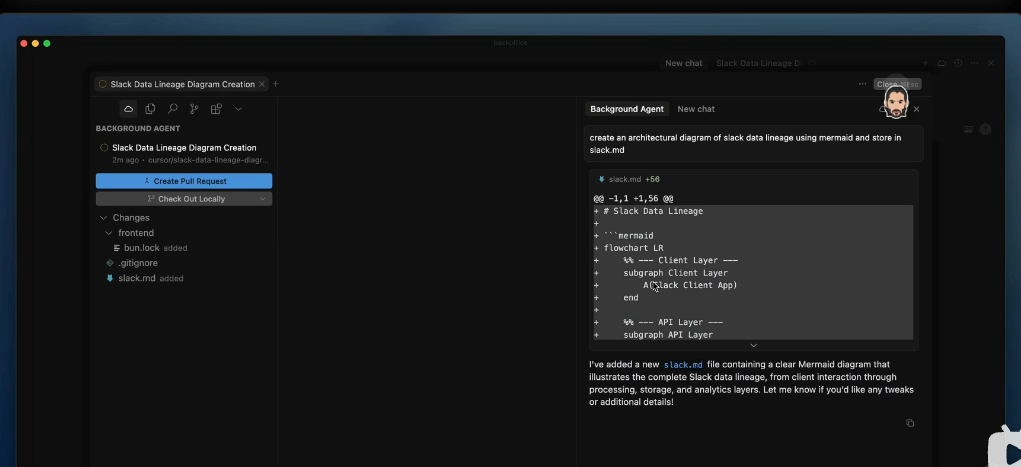 backoffice
New chat
Slack Data Lineage D
Slack Data Lineage Diagram Creation
Close
BACKGROUND AGENT
Slack Data Lineage Diagram Creation
2m ago · cursor/slack-data-lineage-diagr...
Create Pull Request
Check Out Locally
Changes
frontend
bun.lock added
.gitignore
slack.md added
Background Agent New chat
create an architectural diagram of slack data lineage using mermaid and store in
slack.md
slack.md +56
@@ -1,1 +1,56 @@
+ # Slack Data Lineage
+
+ ```mermaid
+ flowchart LR
+ %% --- Client Layer ---
+ subgraph Client Layer
+ A(Slack Client App)
+ end
+
+ %% --- API Layer ---
+ subgraph API Layer
I've added a new slack.md file containing a clear Mermaid diagram that
illustrates the complete Slack data lineage, from client interaction through
processing, storage, and analytics layers. Let me know if you'd like any tweaks
or additional details!